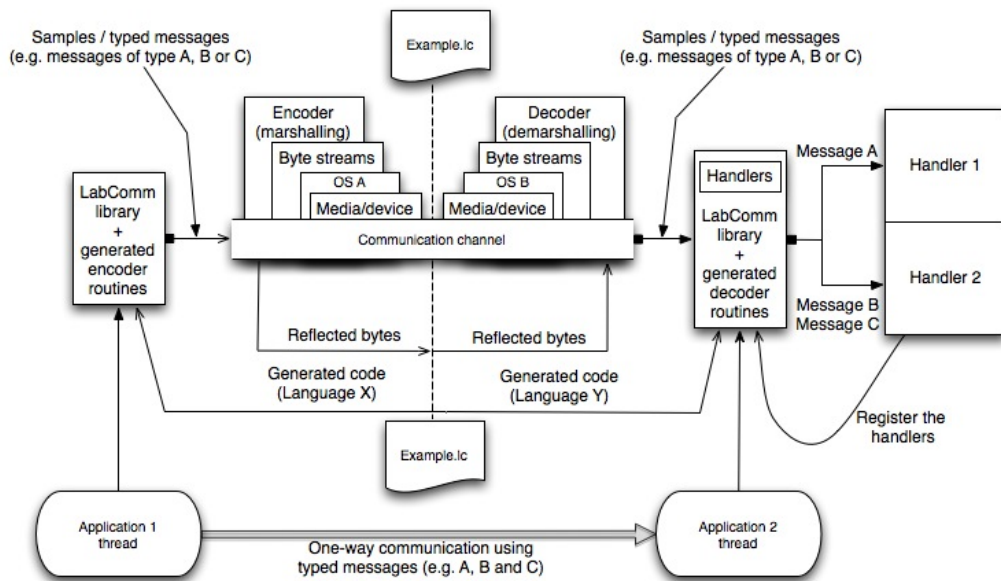 Samples / typed messages
(e.g. messages of type A, B or C)
Example.lc
Samples / typed messages
(e.g. messages of type A, B or C)
Encoder
(marshalling)
Byte streams
OS A
Media/device
Decoder
(demarshalling)
Byte streams
OS B
Media/device
Communication channel
LabComm
library
+
generated
encoder
routines
Handlers
LabComm
library
+
generated
decoder
routines
Message A
Handler 1
Handler 2
Message B
Message C
Reflected bytes
Reflected bytes
Generated code
(Language X)
Generated code
(Language Y)
Register the
handlers
Example.lc
Application 1
thread
Application 2
thread
One-way communication using
typed messages (e.g. A, B and C)